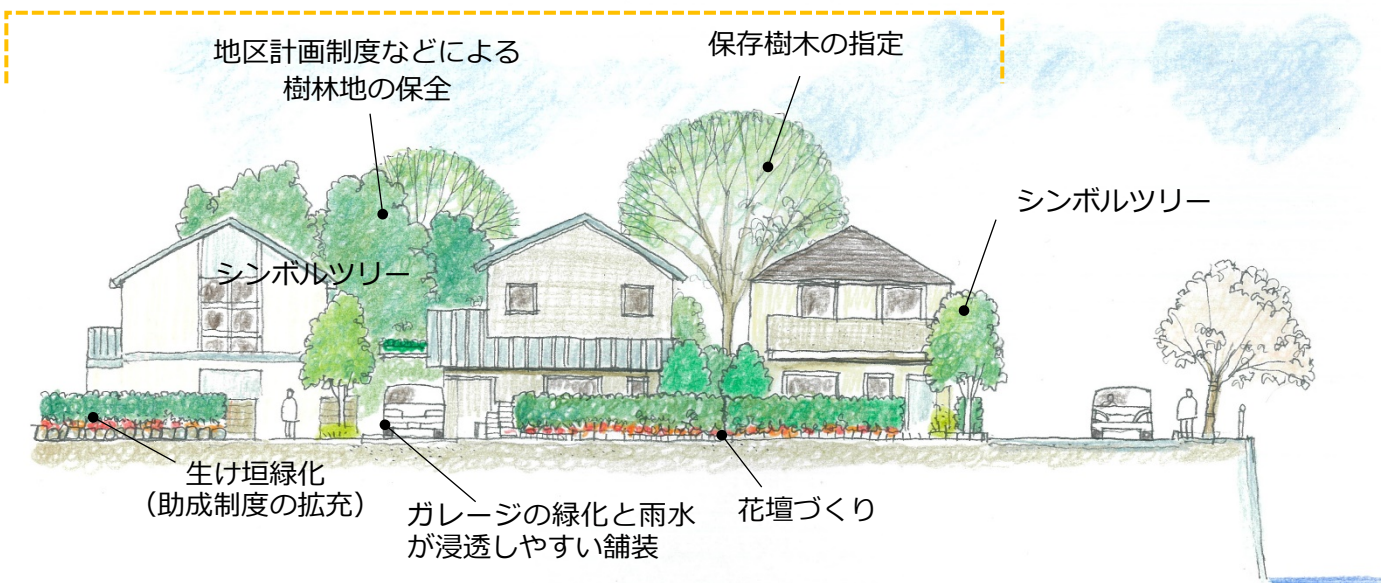 地区計画制度などによる
樹林地の保全
保存樹木の指定
シンボルツリー
シンボルツリー
生け垣緑化
（助成制度の拡充）
ガレージの緑化と雨水
が浸透しやすい舗装
花壇づくり